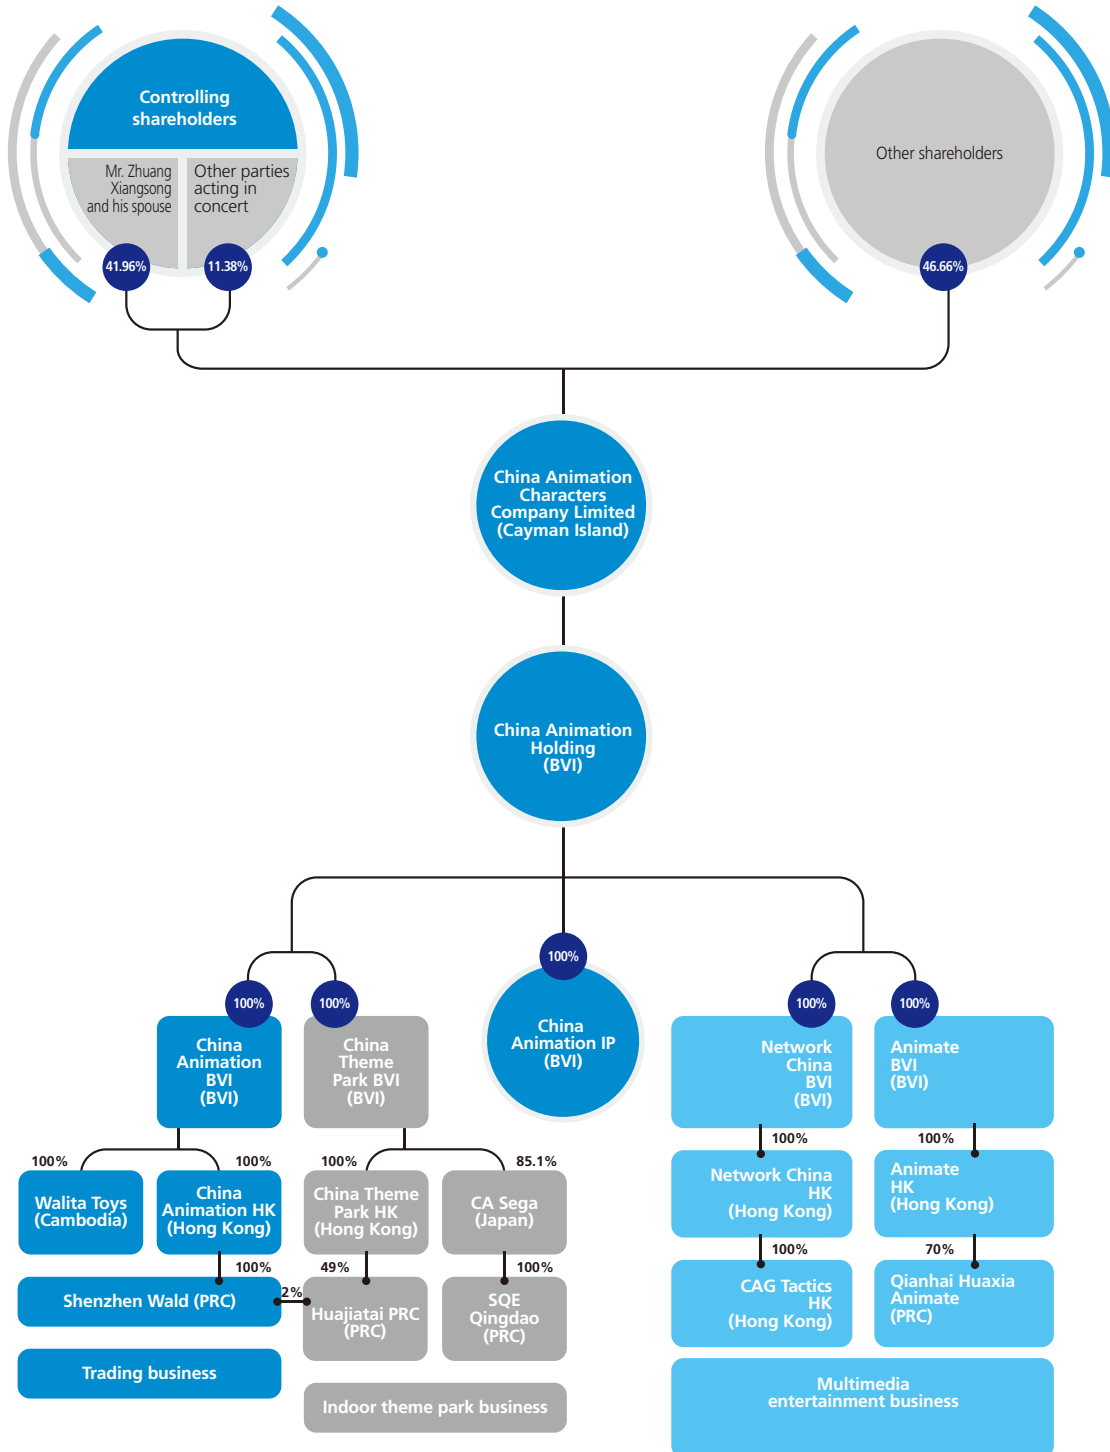 Controlling
shareholders
Mr. Zhuang
Xiangsong
and his spouse
Other parties
acting in
concert
41.96%
11.38%
Other shareholders
46.66%
China Animation
Characters
Company Limited
(Cayman Island)
China Animation
Holding
(BVI)
100%
China
Animation IP
(BVI)
100%
100%
100%
100%
China
Animation
BVI
(BVI)
China
Theme
Park BVI
(BVI)
Network
China
BVI
(BVI)
Animate
BVI
(BVI)
100%
100%
100%
85.1%
100%
100%
Walita Toys
(Cambodia)
China
Animation HK
(Hong Kong)
China Theme
Park HK
(Hong Kong)
CA Sega
(Japan)
Network China
HK
(Hong Kong)
Animate
HK
(Hong Kong)
100%
49%
100%
100%
70%
Shenzhen Wald (PRC)
2%
Huajiatai PRC
(PRC)
SQE
Qingdao
(PRC)
CAG Tactics
HK
(Hong Kong)
Qianhai Huaxia
Animate
(PRC)
Trading business
Indoor theme park business
Multimedia
entertainment business